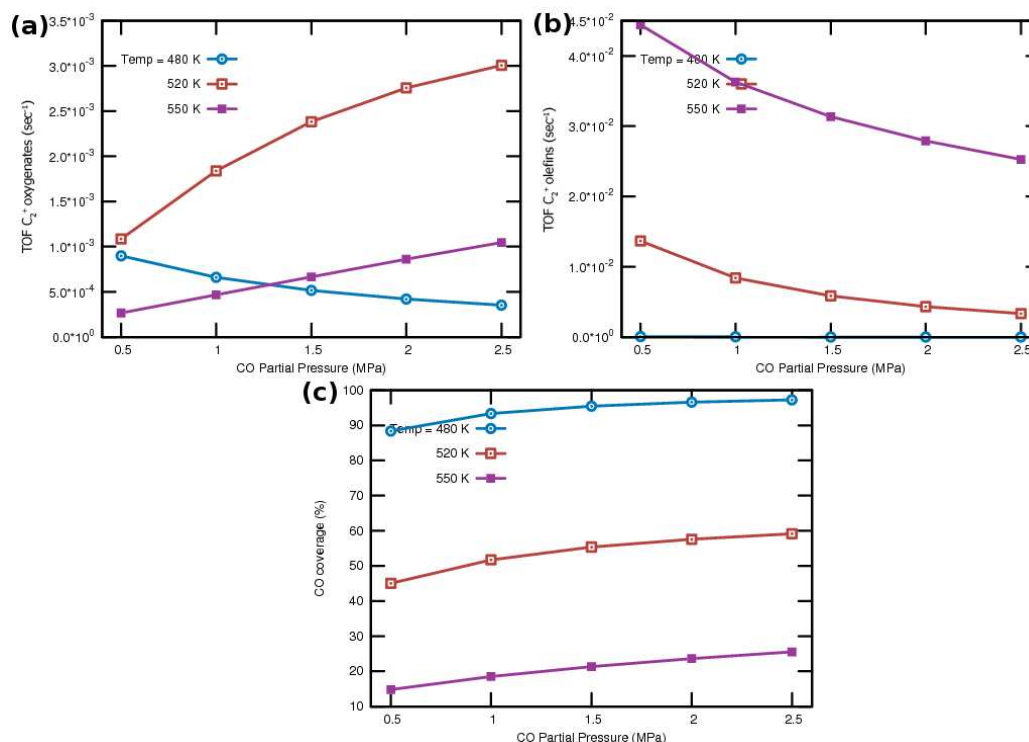 (a)
3.5*10⁻³
3.0*10⁻³
2.5*10⁻³
2.0*10⁻³
1.5*10⁻³
1.0*10⁻³
5.0*10⁻⁴
0.0*10⁰
TOF C₂⁺ oxygenates (sec⁻¹)
Temp = 480 K
520 K
550 K
0.5 1 1.5 2 2.5
CO Partial Pressure (MPa)
(b)
4.5*10⁻²
4.0*10⁻²
3.0*10⁻²
2.0*10⁻²
1.0*10⁻²
0.0*10⁰
TOF C₂⁺ olefins (sec⁻¹)
Temp = 480 K
520 K
550 K
0.5 1 1.5 2 2.5
CO Partial Pressure (MPa)
(c)
100
90
80
70
60
50
40
30
20
10
CO coverage (%)
Temp = 480 K
520 K
550 K
0.5 1 1.5 2 2.5
CO Partial Pressure (MPa)